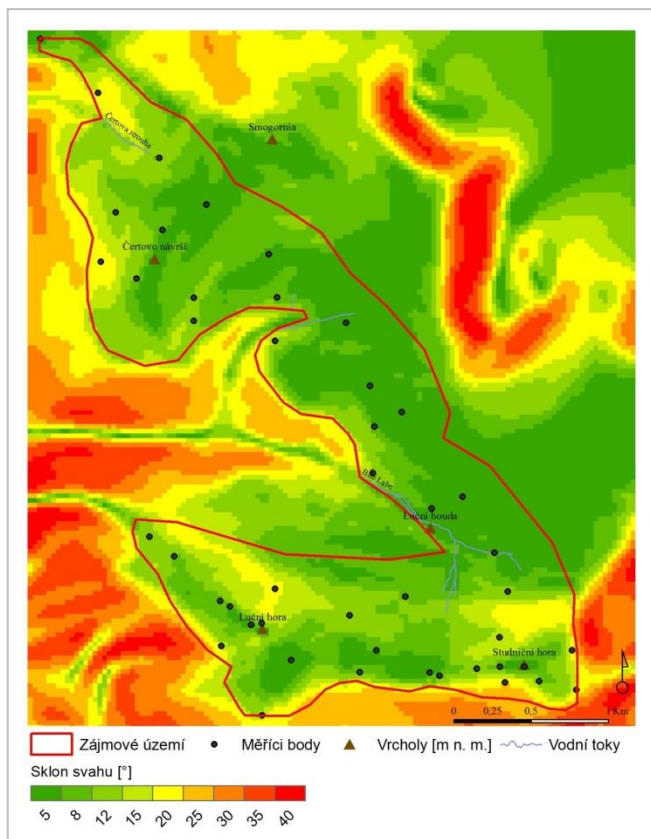 Smogornia
Čertova strouha
Čertovo návrší
Bílé Labe
Luční bouda
Luční hora
Studniční hora
0 0,25 0,5 1 Km
Zájmové území Měříci body Vrcholy [m n. m.] Vodní toky
Sklon svahu [°]
5 8 12 15 20 25 30 35 40